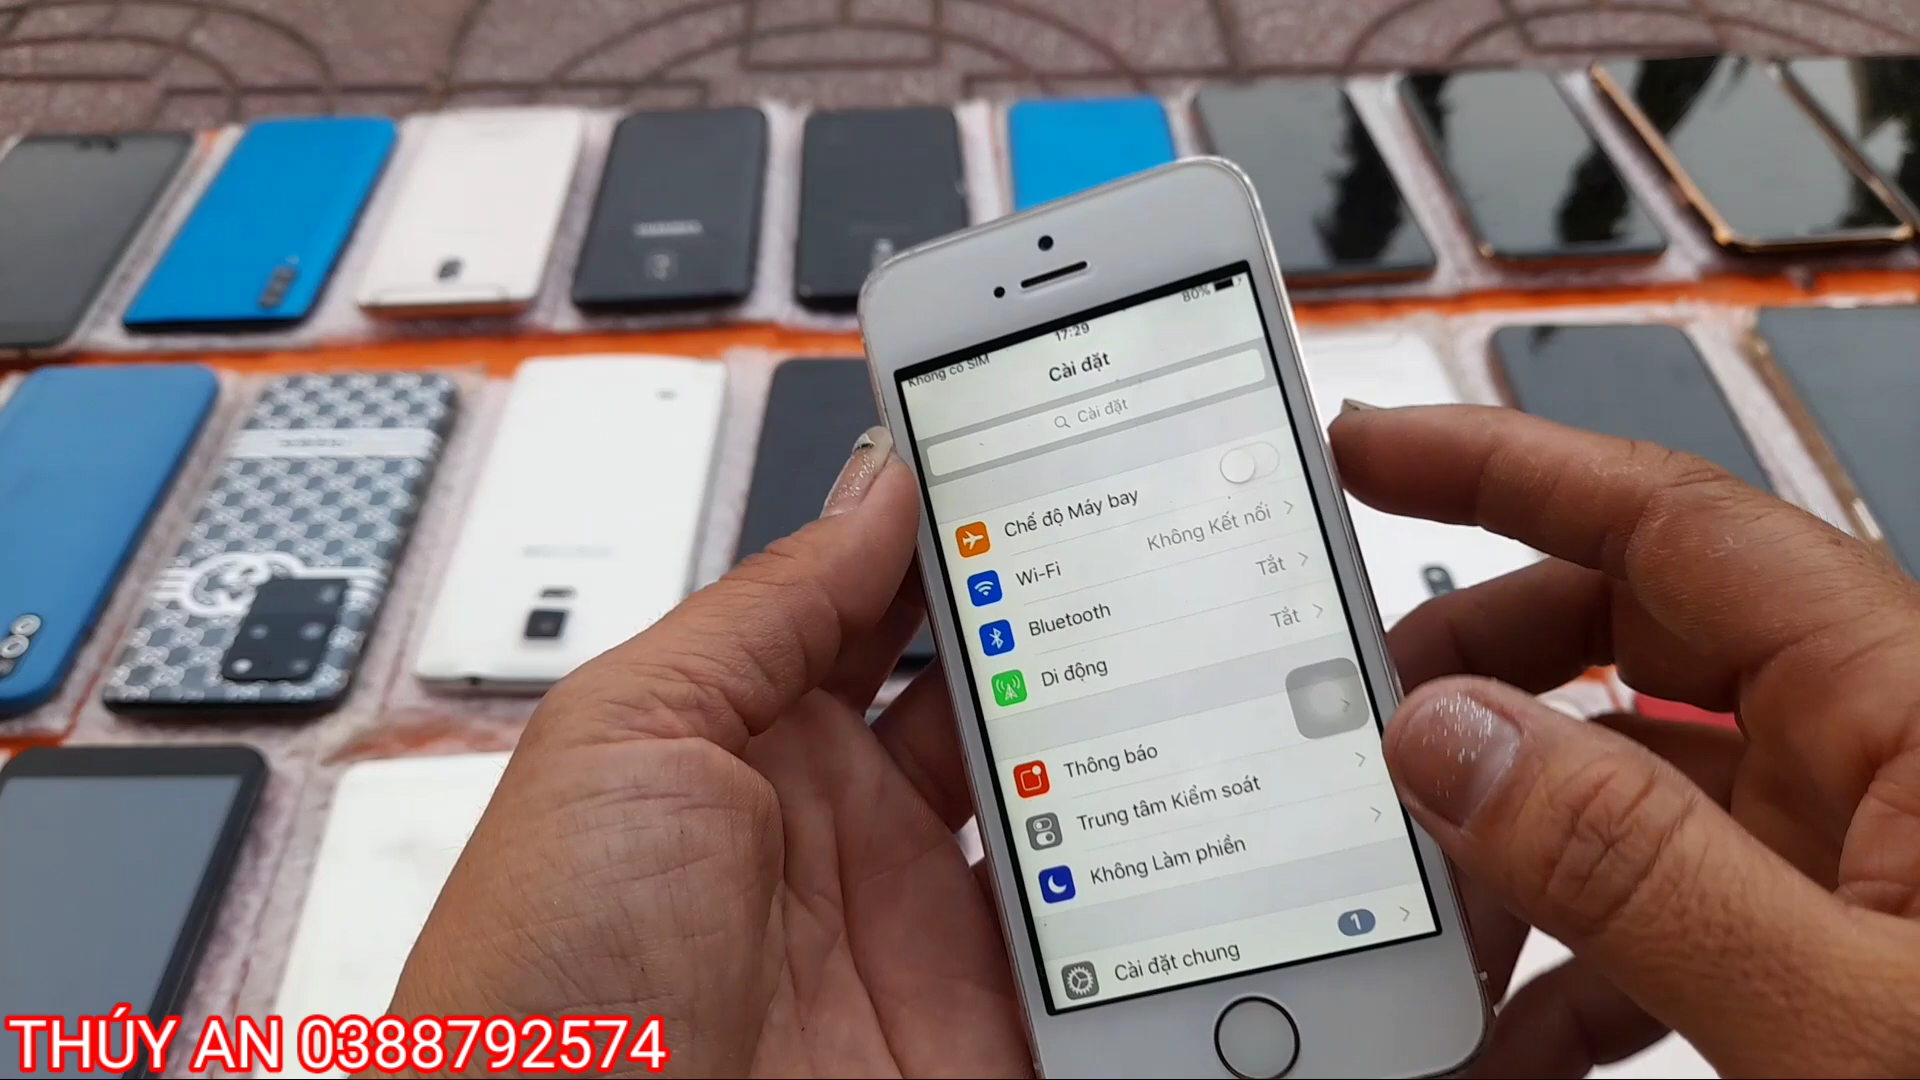 80%
17:29
Không có SIM
Cài đặt
Cài đặt
Chế độ Máy bay
Wi-Fi Không Kết nối
Bluetooth Tắt
Di động Tắt
Thông báo
Trung tâm Kiểm soát
Không Làm phiền
Cài đặt chung 1
THÚY AN 0388792574